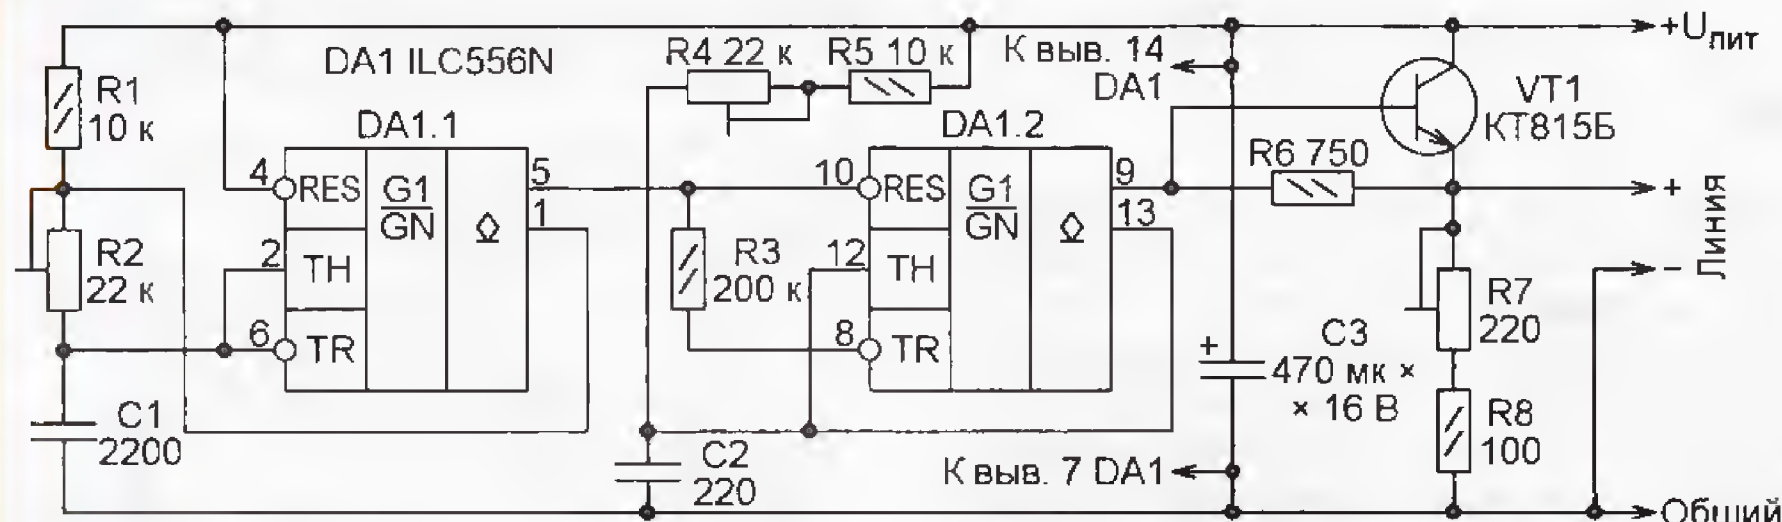 +Uпит
DA1 ILC556N
R4 22 к
R5 10 к
К выв. 14
DA1
R1
10 к
DA1.1
DA1.2
VT1
КТ815Б
4
RES
G1
GN
5
1
10
RES
G1
GN
9
13
R6 750
+
R2
22 к
2
TH
R3
200 к
12
TH
−
Линия
6
TR
8
TR
+
C3
470 мк ×
× 16 В
R7
220
C1
2200
C2
220
К выв. 7 DA1
R8
100
Общий